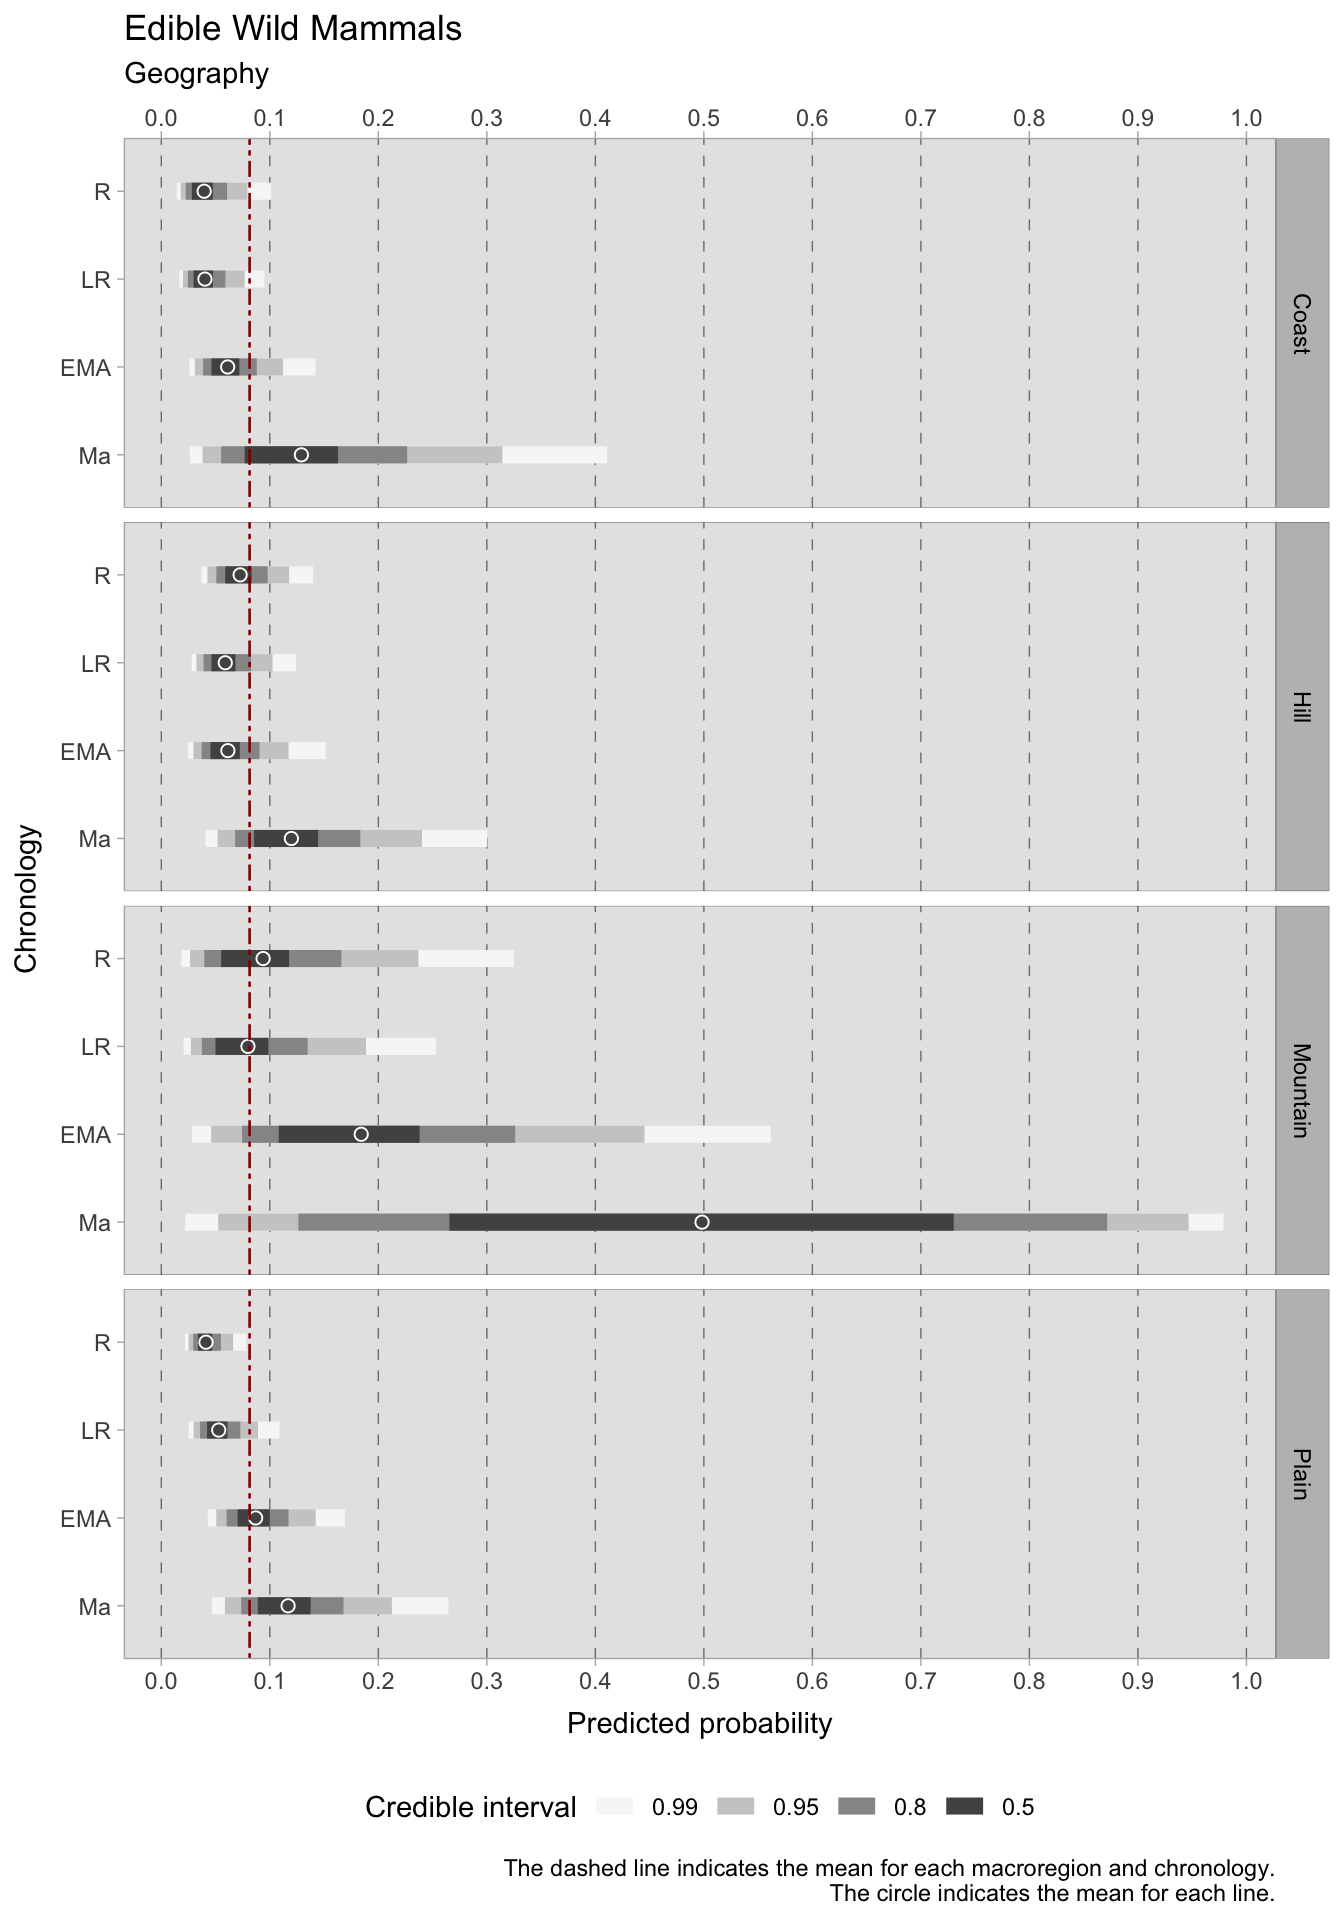 Edible Wild Mammals
Geography
0.0 0.1 0.2 0.3 0.4 0.5 0.6 0.7 0.8 0.9 1.0
R
LR
EMA
Ma
Coast
R
LR
EMA
Ma
Hill
Chronology
R
LR
EMA
Ma
Mountain
R
LR
EMA
Ma
Plain
0.0 0.1 0.2 0.3 0.4 0.5 0.6 0.7 0.8 0.9 1.0
Predicted probability
Credible interval 0.99 0.95 0.8 0.5
The dashed line indicates the mean for each macroregion and chronology.
The circle indicates the mean for each line.